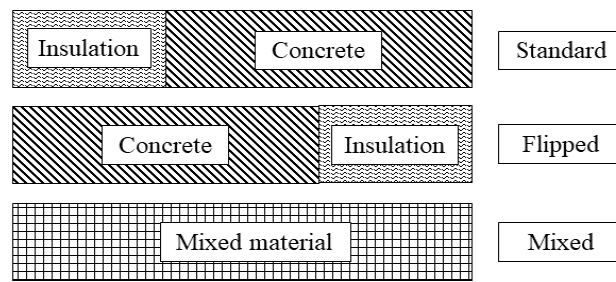 Insulation Concrete Standard
Concrete Insulation Flipped
Mixed material Mixed